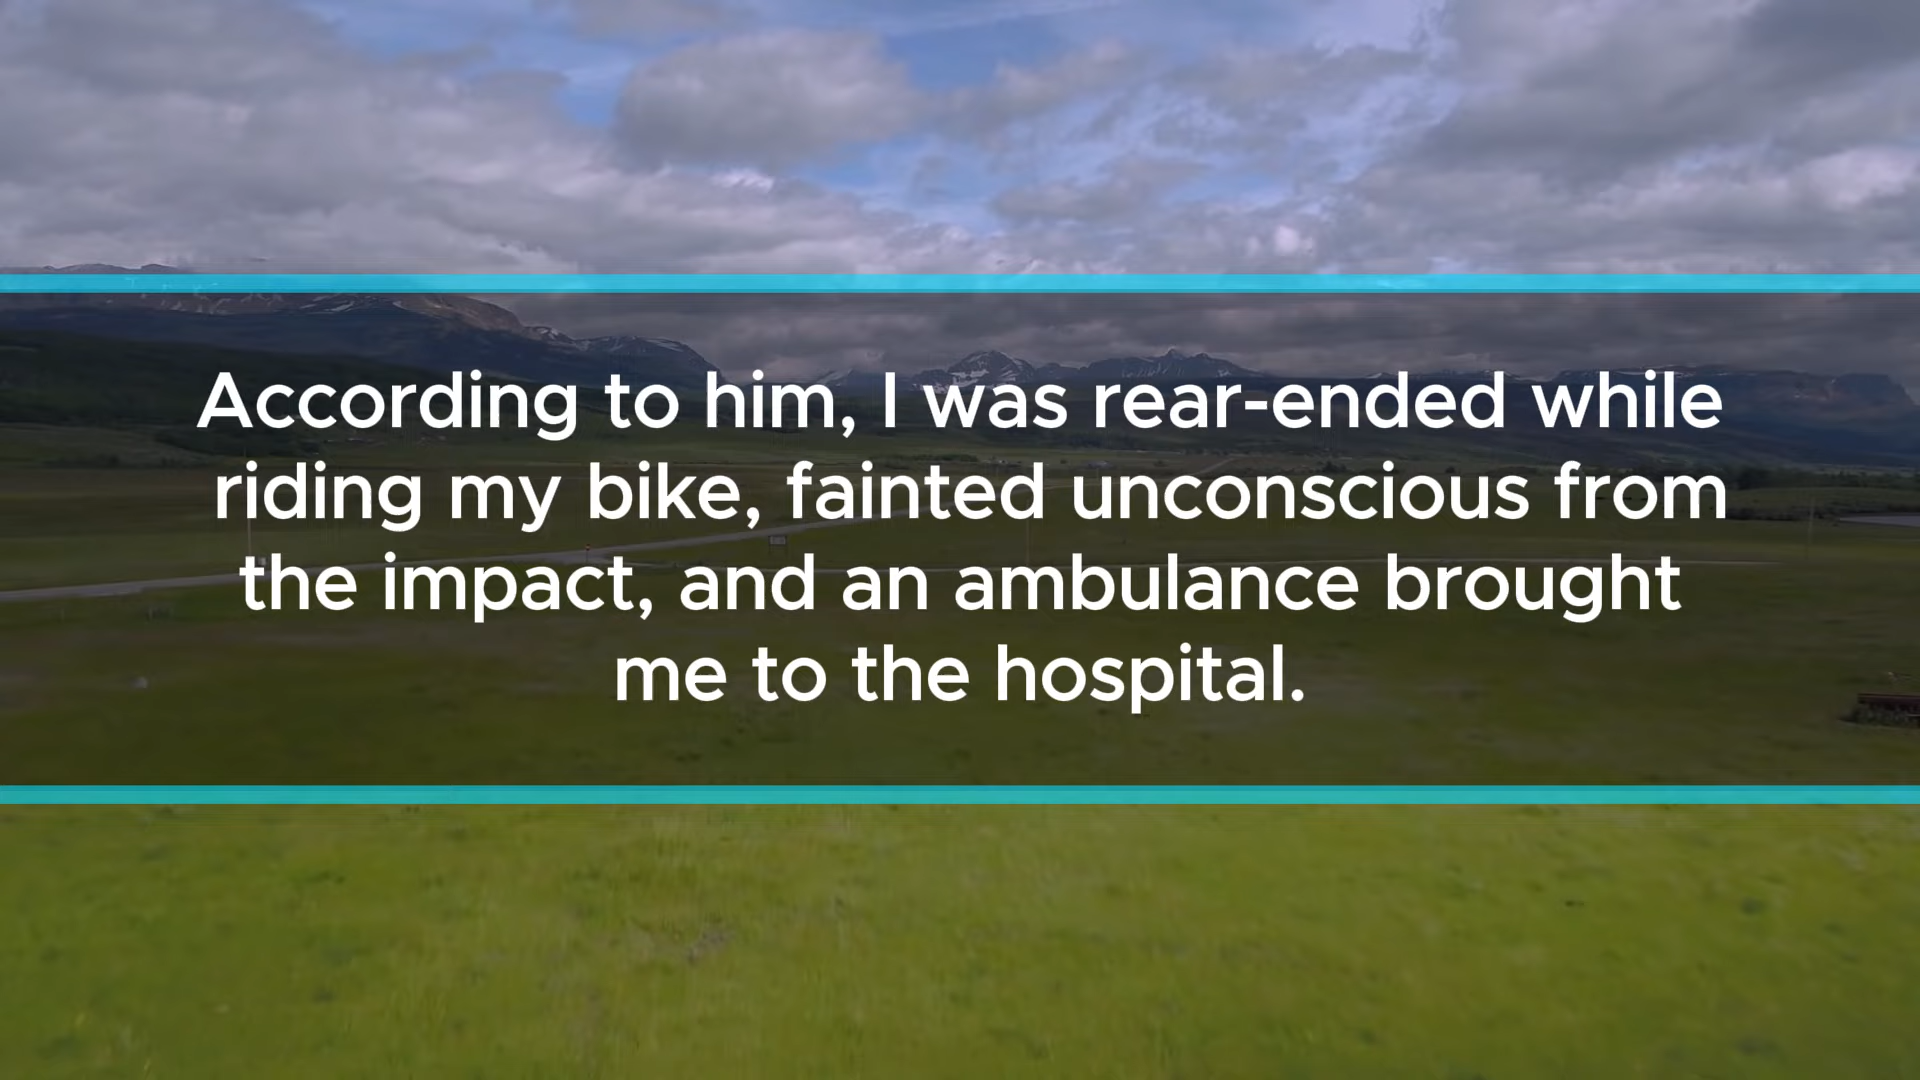 According to him, I was rear-ended while
riding my bike, fainted unconscious from
the impact, and an ambulance brought
me to the hospital.